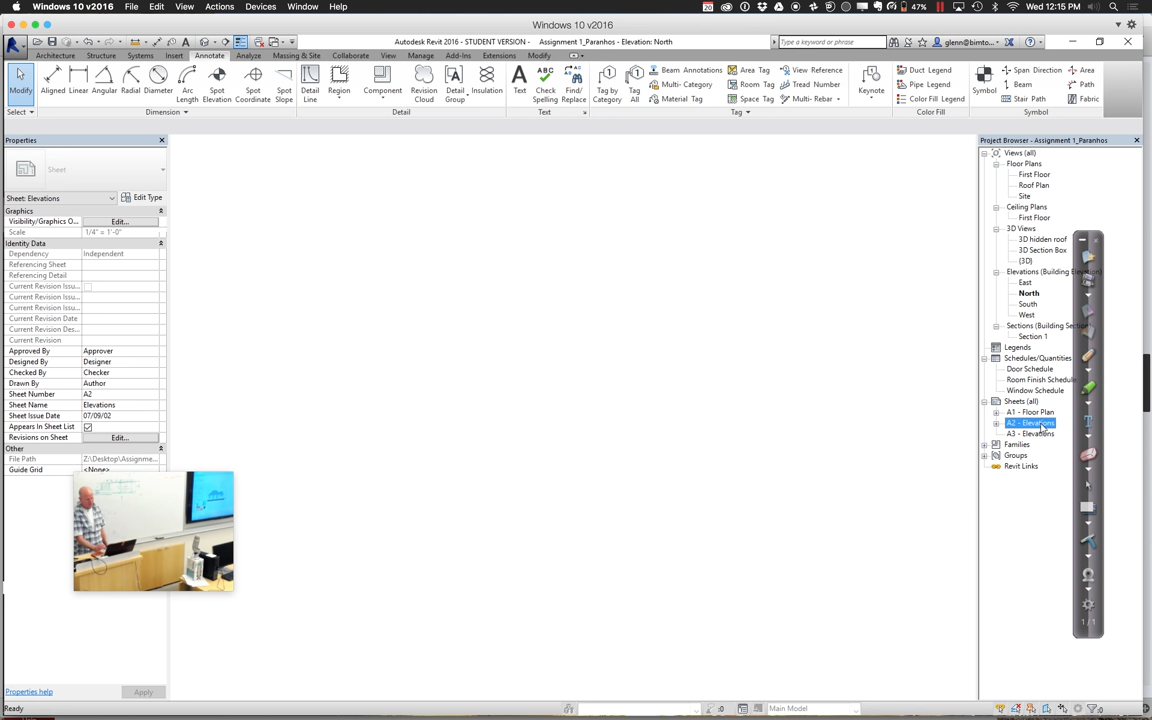 Windows 10 v2016 File Edit View Actions Devices Window Help 47% Wed 12:15 PM
Windows 10 v2016
Autodesk Revit 2016 - STUDENT VERSION - Assignment 1_Paranhos - Elevation: North Type a keyword or phrase glenn@bimto...
Architecture Structure Systems Insert Annotate Analyze Massing & Site Collaborate View Manage Add-Ins Extensions Modify
Modify Aligned Linear Angular Radial Diameter Arc Length Spot Elevation Spot Coordinate Spot Slope Detail Line Region Component Revision Cloud Detail Group Insulation Text Check Spelling Find/ Replace Tag by Category Tag All Keynote Symbol
Beam Annotations Area Tag View Reference Duct Legend Span Direction Area
Multi- Category Room Tag Tread Number Pipe Legend Beam Path
Material Tag Space Tag Multi- Rebar Color Fill Legend Stair Path Fabric
Select Dimension Detail Text Tag Color Fill Symbol
Properties
Sheet
Sheet: Elevations Edit Type
Graphics
Visibility/Graphics O... Edit...
Scale 1/4" = 1'-0"
Identity Data
Dependency Independent
Referencing Sheet
Referencing Detail
Current Revision Issu...
Current Revision Issu...
Current Revision Issu...
Current Revision Date
Current Revision Des...
Current Revision
Approved By Approver
Designed By Designer
Checked By Checker
Drawn By Author
Sheet Number A2
Sheet Name Elevations
Sheet Issue Date 07/09/02
Appears In Sheet List
Revisions on Sheet Edit...
Other
File Path Z:\Desktop\Assignme...
Guide Grid <None>
Properties help Apply
Project Browser - Assignment 1_Paranhos
Views (all)
Floor Plans
First Floor
Roof Plan
Site
Ceiling Plans
First Floor
3D Views
3D hidden roof
3D Section Box
{3D}
Elevations (Building Elevation)
East
North
South
West
Sections (Building Section
Section 1
Legends
Schedules/Quantities
Door Schedule
Room Finish Schedule
Window Schedule
Sheets (all)
A1 - Floor Plan
A2 - Elevations
A3 - Elevations
Families
Groups
Revit Links
1 / 1
Ready :0 Main Model :0